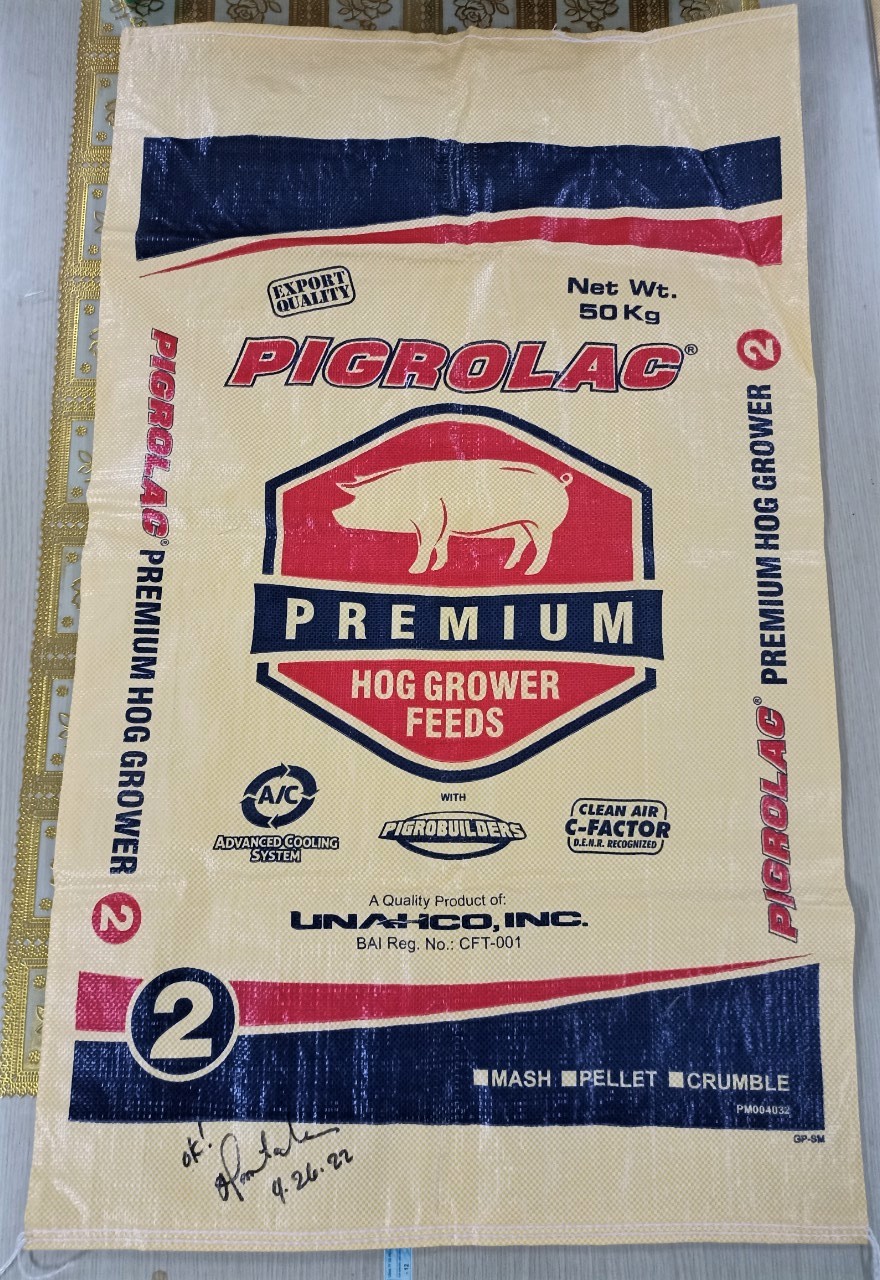 EXPORT
QUALITY
Net Wt.
50 Kg
PIGROLAC®
PREMIUM
HOG GROWER
FEEDS
PIGROLAC® PREMIUM HOG GROWER 2
PIGROLAC® PREMIUM HOG GROWER 2
A/C
ADVANCED COOLING
SYSTEM
WITH
PIGROBUILDERS
CLEAN AIR
C-FACTOR
D.E.N.R. RECOGNIZED
A Quality Product of:
UNAHCO, INC.
BAI Reg. No.: CFT-001
2
MASH PELLET CRUMBLE
PM004032
GP-SM
ok!
4.26.22